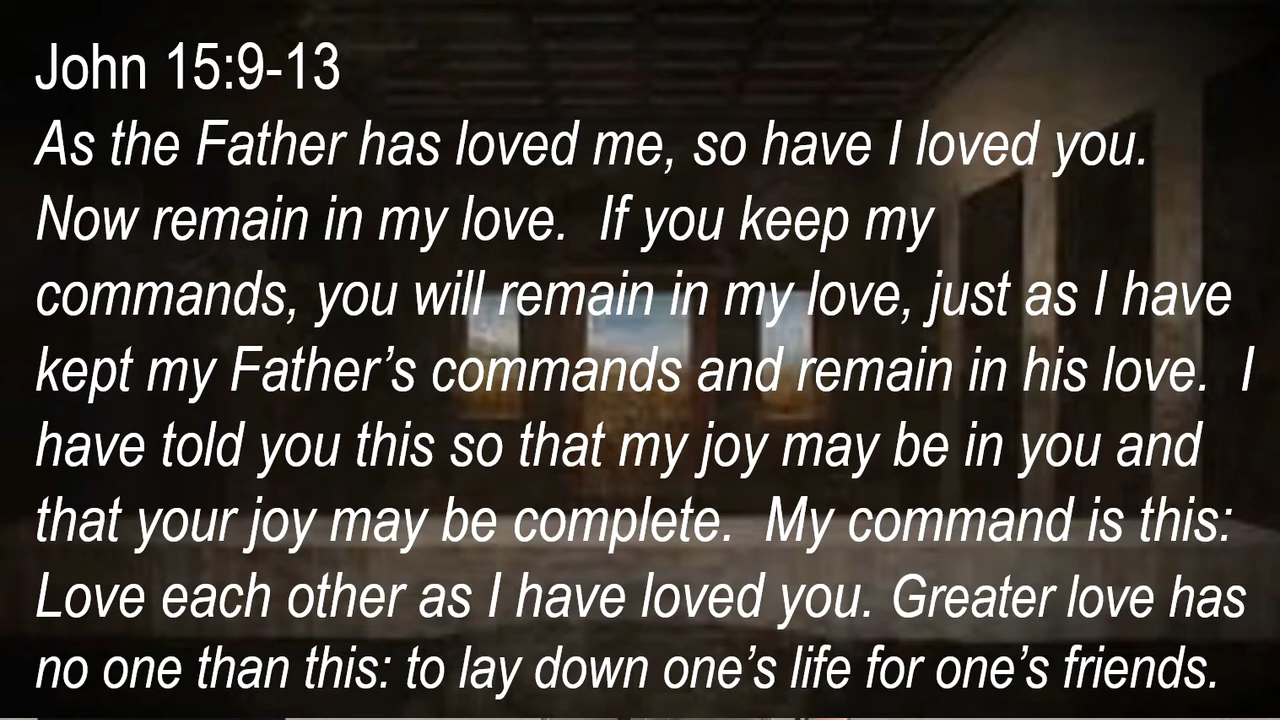 John 15:9-13
As the Father has loved me, so have I loved you.
Now remain in my love.  If you keep my
commands, you will remain in my love, just as I have
kept my Father’s commands and remain in his love.  I
have told you this so that my joy may be in you and
that your joy may be complete.  My command is this:
Love each other as I have loved you. Greater love has
no one than this: to lay down one’s life for one’s friends.